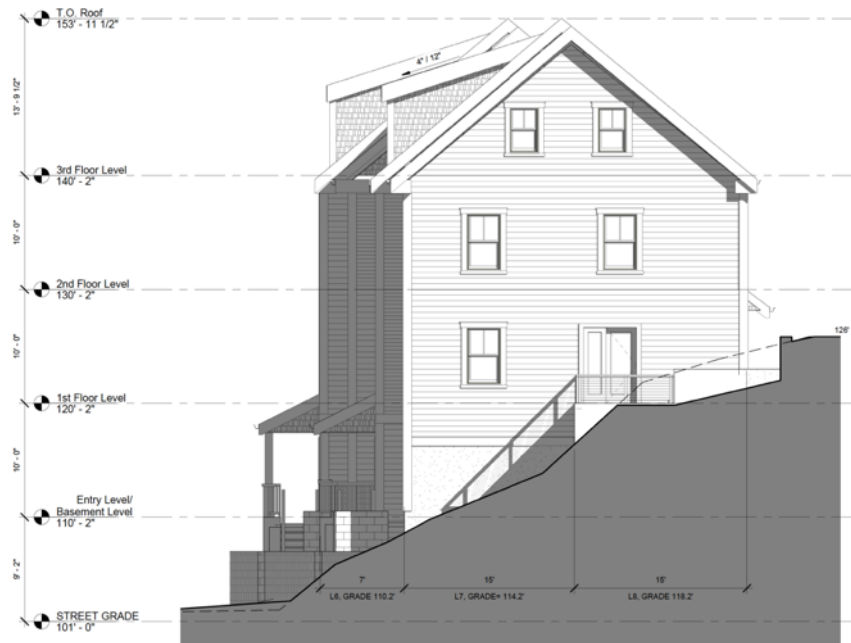 T.O. Roof
153' - 11 1/2"
4" | 12"
13' - 9 1/2"
3rd Floor Level
140' - 2"
10' - 0"
2nd Floor Level
130' - 2"
126'
10' - 0"
1st Floor Level
120' - 2"
10' - 0"
Entry Level/
Basement Level
110' - 2"
9' - 2"
7'
15'
15'
L6, GRADE 110.2'
L7, GRADE= 114.2'
L8, GRADE 118.2'
STREET GRADE
101' - 0"